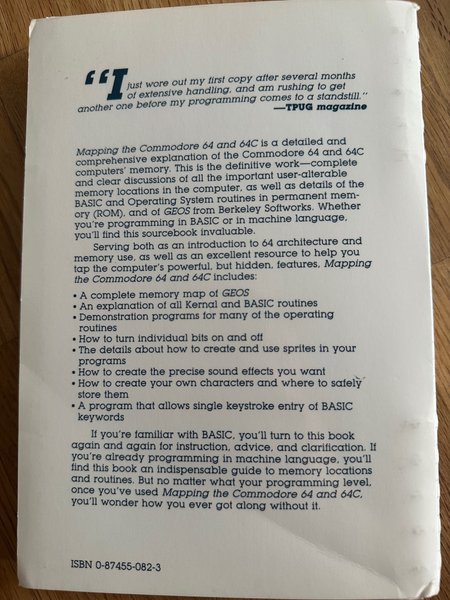 “I just wore out my first copy after several months
of extensive handling, and am rushing to get
another one before my programming comes to a standstill.”
—TPUG magazine
Mapping the Commodore 64 and 64C is a detailed and
comprehensive explanation of the Commodore 64 and 64C
computers’ memory. This is the definitive work—complete
and clear discussions of all the important user-alterable
memory locations in the computer, as well as details of the
BASIC and Operating System routines in permanent mem-
ory (ROM), and of GEOS from Berkeley Softworks. Whether
you’re programming in BASIC or in machine language,
you’ll find this sourcebook invaluable.
Serving both as an introduction to 64 architecture and
memory use, as well as an excellent resource to help you
tap the computer’s powerful, but hidden, features, Mapping
the Commodore 64 and 64C includes:
• A complete memory map of GEOS
• An explanation of all Kernal and BASIC routines
• Demonstration programs for many of the operating
routines
• How to turn individual bits on and off
• The details about how to create and use sprites in your
programs
• How to create the precise sound effects you want
• How to create your own characters and where to safely
store them
• A program that allows single keystroke entry of BASIC
keywords
If you’re familiar with BASIC, you’ll turn to this book
again and again for instruction, advice, and clarification. If
you’re already programming in machine language, you’ll
find this book an indispensable guide to memory locations
and routines. But no matter what your programming level,
once you’ve used Mapping the Commodore 64 and 64C,
you’ll wonder how you ever got along without it.
ISBN 0-87455-082-3